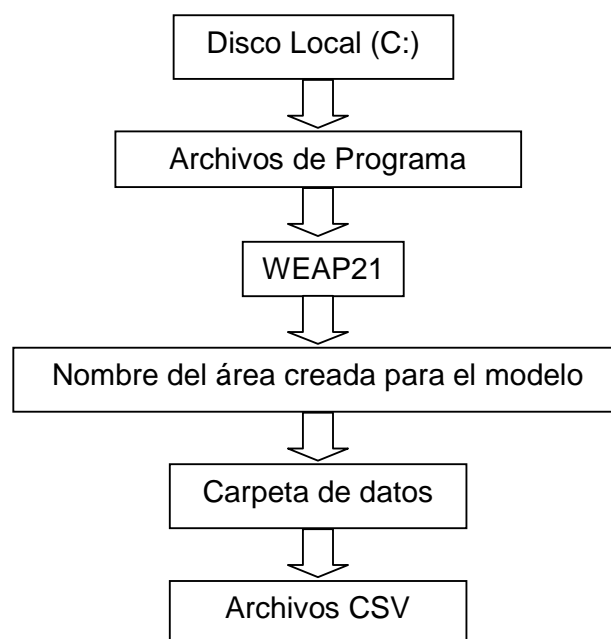 Disco Local (C:)
Archivos de Programa
WEAP21
Nombre del área creada para el modelo
Carpeta de datos
Archivos CSV